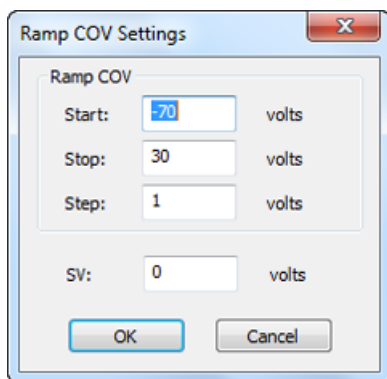 Ramp COV Settings
Ramp COV
Start: -70 volts
Stop: 30 volts
Step: 1 volts
SV: 0 volts
OK Cancel